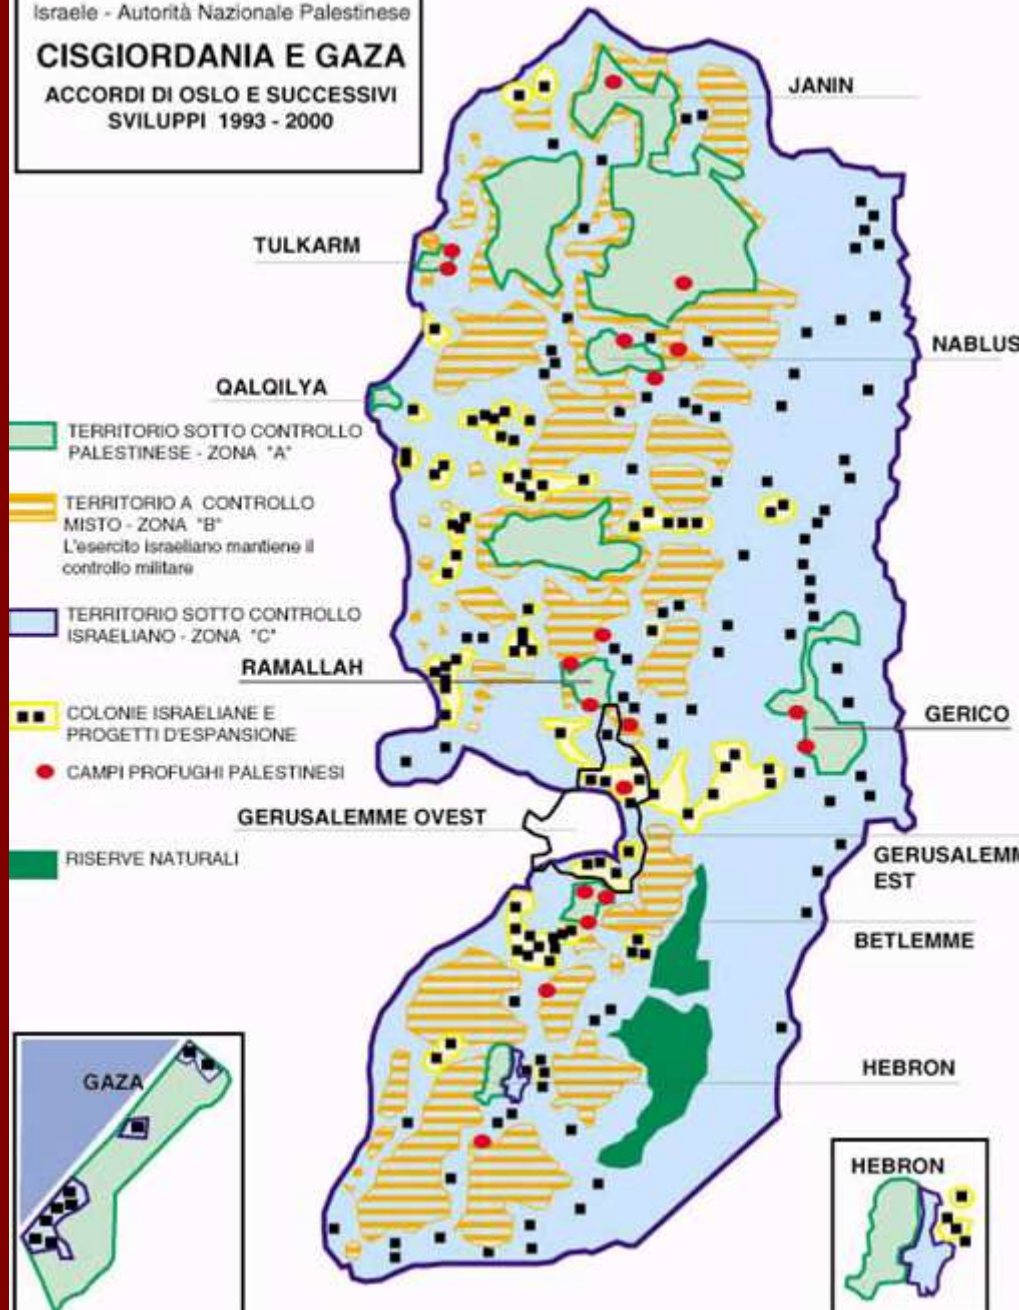 Israele - Autorità Nazionale Palestinese
CISGIORDANIA E GAZA
ACCORDI DI OSLO E SUCCESSIVI
SVILUPPI 1993 - 2000
JANIN
TULKARM
NABLUS
QALQILYA
TERRITORIO SOTTO CONTROLLO
PALESTINESE - ZONA "A"
TERRITORIO A CONTROLLO
MISTO - ZONA "B"
L'esercito israeliano mantiene il
controllo militare
TERRITORIO SOTTO CONTROLLO
ISRAELIANO - ZONA "C"
RAMALLAH
COLONIE ISRAELIANE E
PROGETTI D'ESPANSIONE
GERICO
CAMPI PROFUGHI PALESTINESI
GERUSALEMME OVEST
RISERVE NATURALI
GERUSALEMM
EST
BETLEMME
HEBRON
GAZA
HEBRON